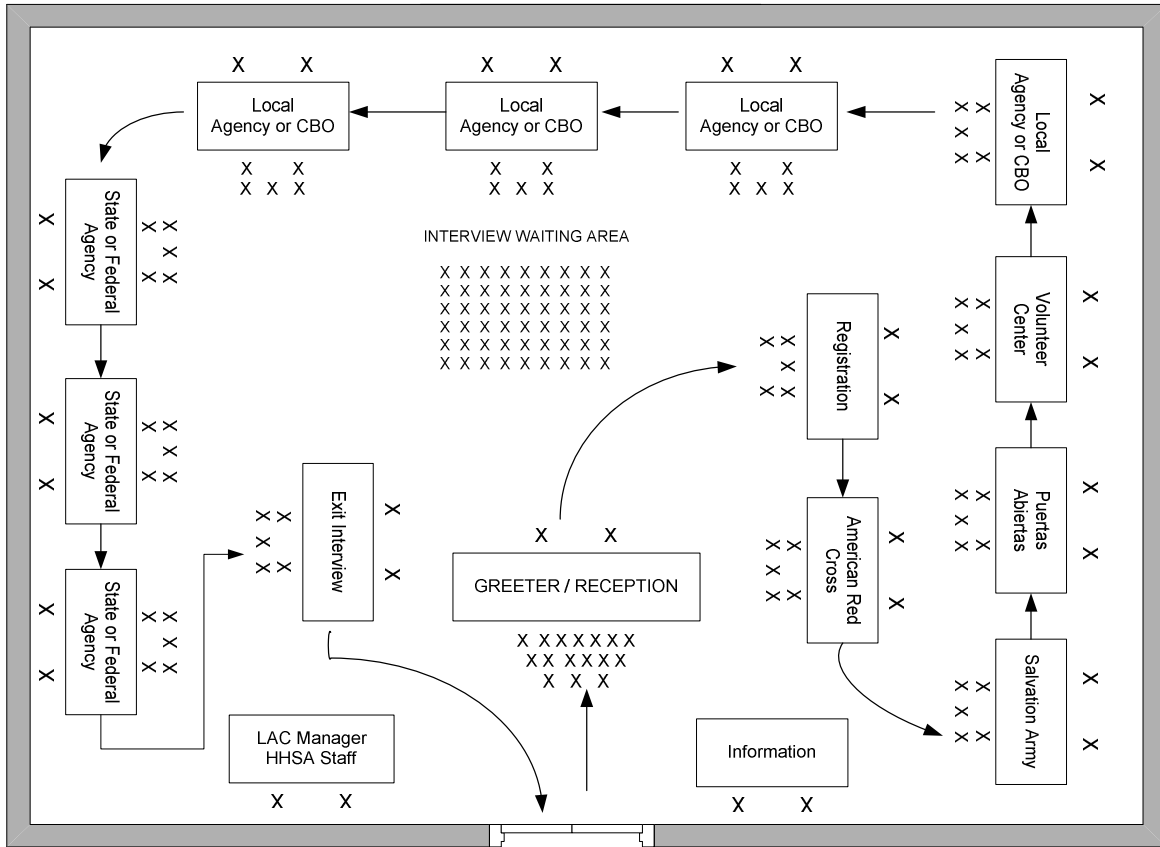 Local
Agency or CBO
Local
Agency or CBO
Local
Agency or CBO
Local
Agency or CBO
State or Federal
Agency
INTERVIEW WAITING AREA
Volunteer
Center
Registration
State or Federal
Agency
Exit Interview
Puertas
Abiertas
American Red
Cross
GREETER / RECEPTION
State or Federal
Agency
Salvation Army
LAC Manager
HHSA Staff
Information